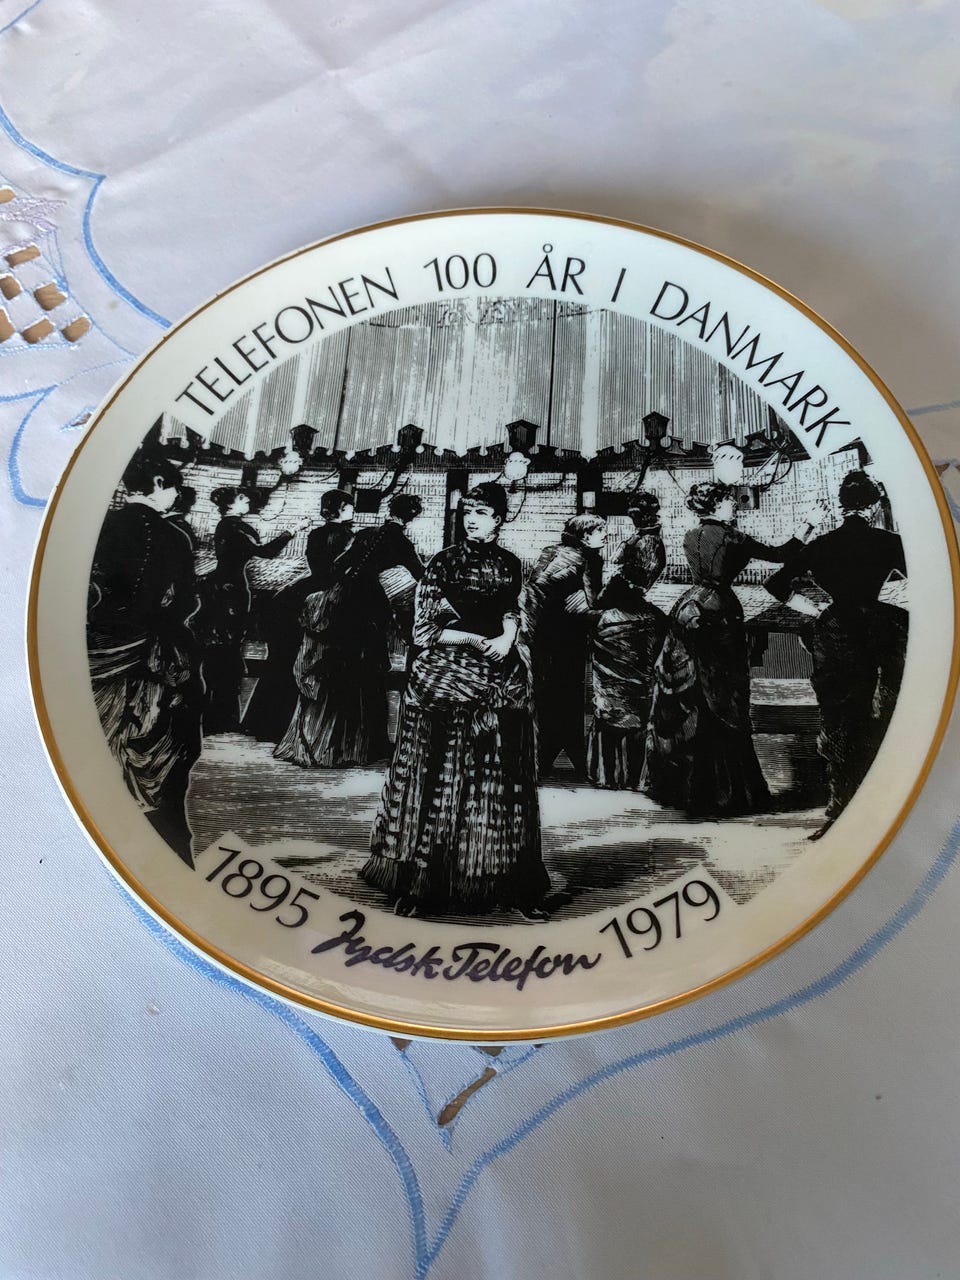 TELEFONEN 100 ÅR I DANMARK
1895 Jydsk Telefon 1979